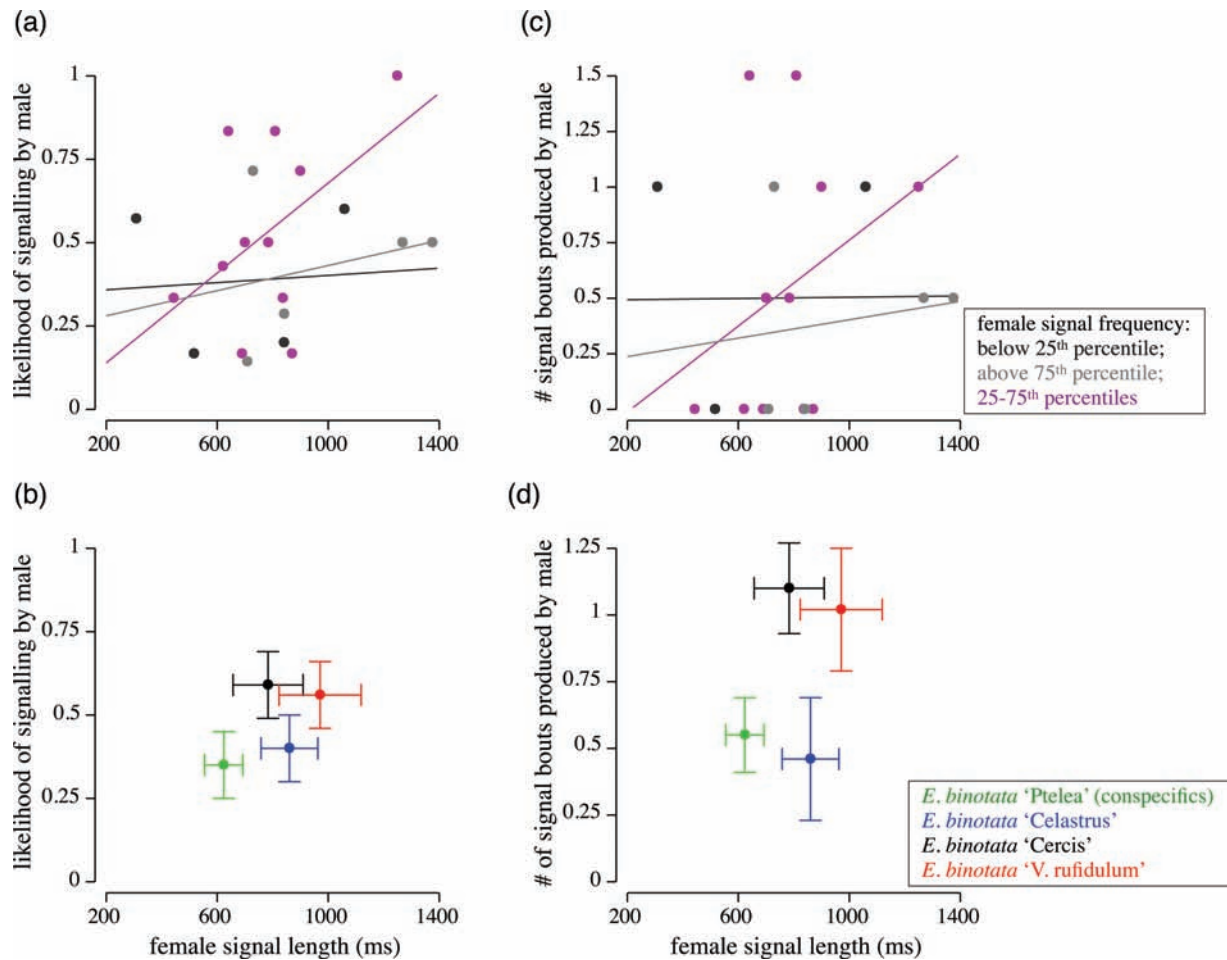 (a)
likelihood of signalling by male
1
0.75
0.5
0.25
0
200 600 1000 1400
(c)
# signal bouts produced by male
1.5
1.25
1
0.75
0.5
0.25
0
200 600 1000 1400
female signal frequency:
below 25th percentile;
above 75th percentile;
25-75th percentiles
(b)
likelihood of signalling by male
1
0.75
0.5
0.25
0
200 600 1000 1400
female signal length (ms)
(d)
# of signal bouts produced by male
1.25
1
0.75
0.5
0.25
0
200 600 1000 1400
female signal length (ms)
E. binotata ‘Ptelea’ (conspecifics)
E. binotata ‘Celastrus’
E. binotata ‘Cercis’
E. binotata ‘V. rufidulum’